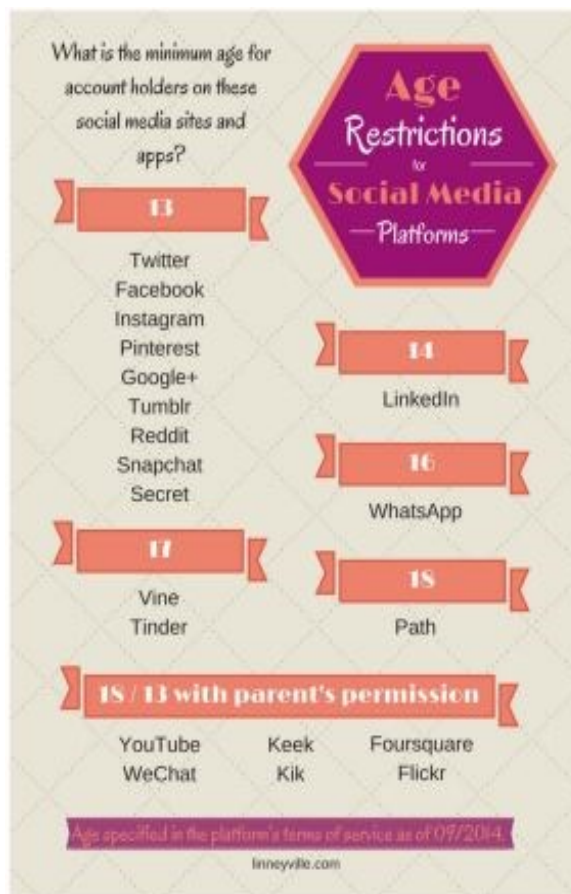 What is the minimum age for
account holders on these
social media sites and
apps?
Age
Restrictions
for
Social Media
Platforms
13
Twitter
Facebook
Instagram
Pinterest
Google+
Tumblr
Reddit
Snapchat
Secret
14
LinkedIn
16
WhatsApp
17
Vine
Tinder
18
Path
18 / 13 with parent's permission
YouTube Keek Foursquare
WeChat Kik Flickr
Age specified in the platform's terms of service as of 09/2014.
linneyville.com